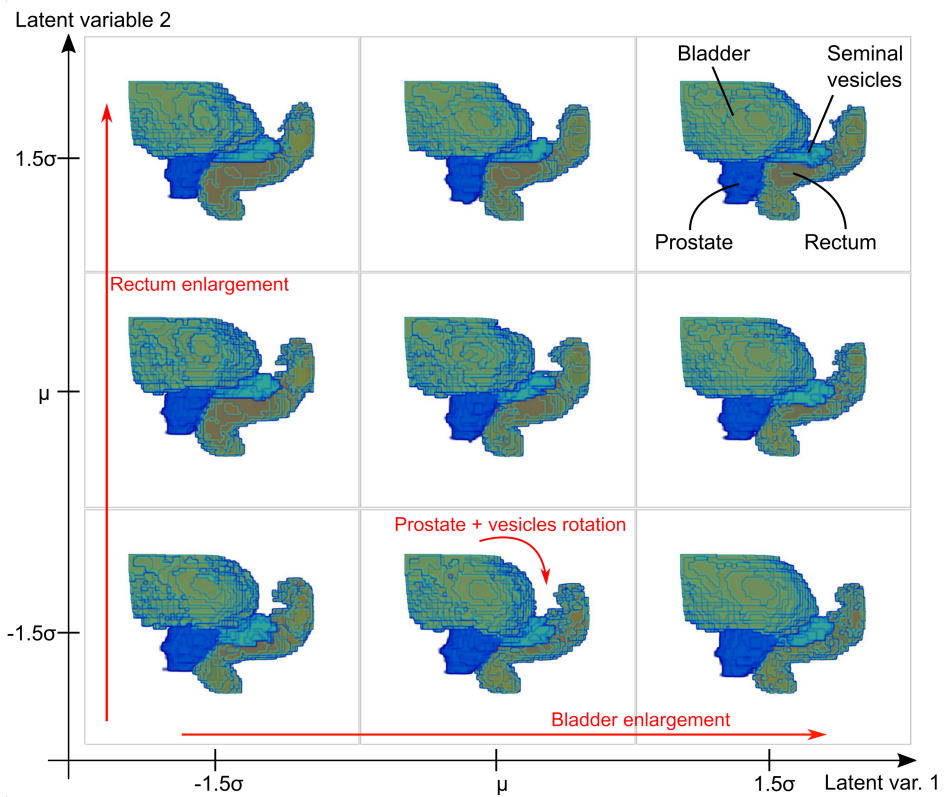 Latent variable 2
Bladder
Seminal
vesicles
1.5σ
Prostate
Rectum
Rectum enlargement
μ
Prostate + vesicles rotation
-1.5σ
Bladder enlargement
-1.5σ
μ
1.5σ
Latent var. 1